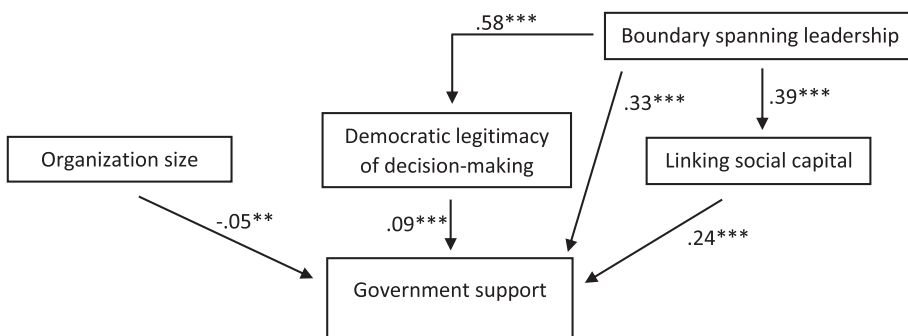 .58***
Boundary spanning leadership
.33***
.39***
Democratic legitimacy
of decision-making
Organization size
Linking social capital
-.05**
.09***
.24***
Government support